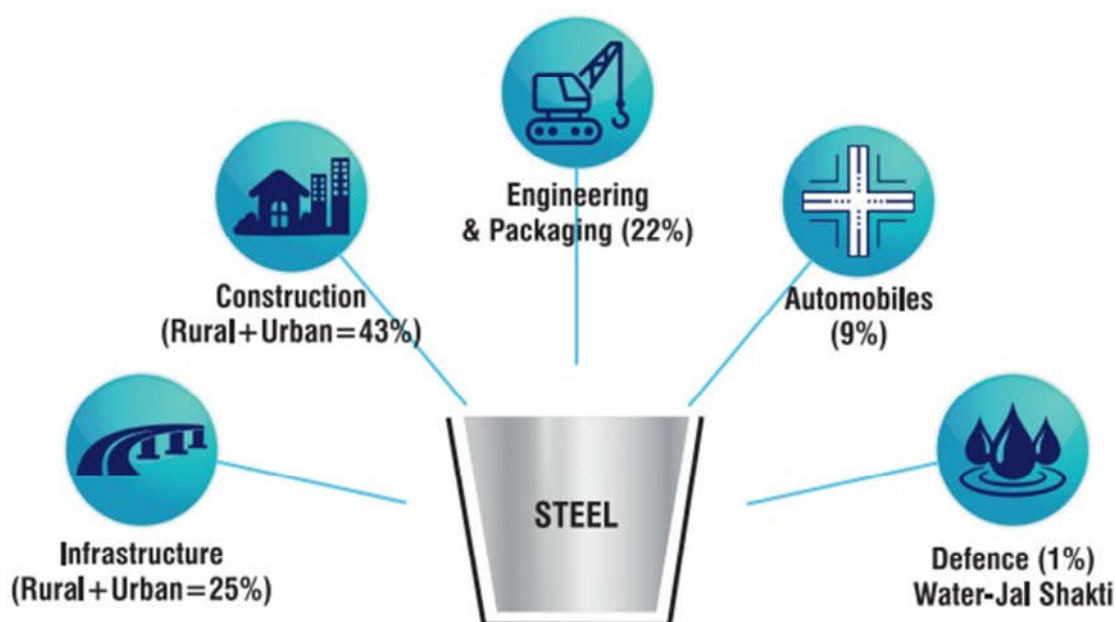 Engineering
& Packaging (22%)
Construction
(Rural+Urban=43%)
Automobiles
(9%)
Infrastructure
(Rural+Urban=25%)
STEEL
Defence (1%)
Water-Jal Shakti